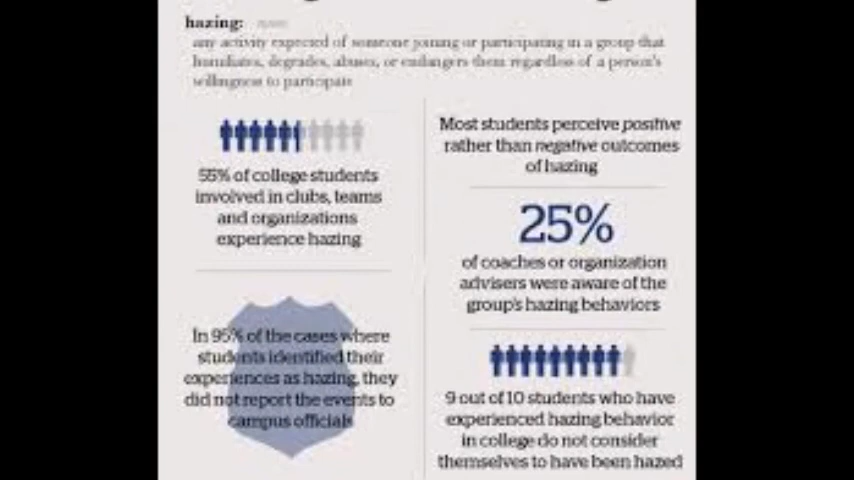 hazing:
any activity expected of someone joining or participating in a group that
humiliates, degrades, abuses, or endangers them regardless of a person's
willingness to participate
55% of college students
involved in clubs, teams
and organizations
experience hazing
In 95% of the cases where
students identified their
experiences as hazing, they
did not report the events to
campus officials
Most students perceive positive
rather than negative outcomes
of hazing
25%
of coaches or organization
advisers were aware of the
group's hazing behaviors
9 out of 10 students who have
experienced hazing behavior
in college do not consider
themselves to have been hazed